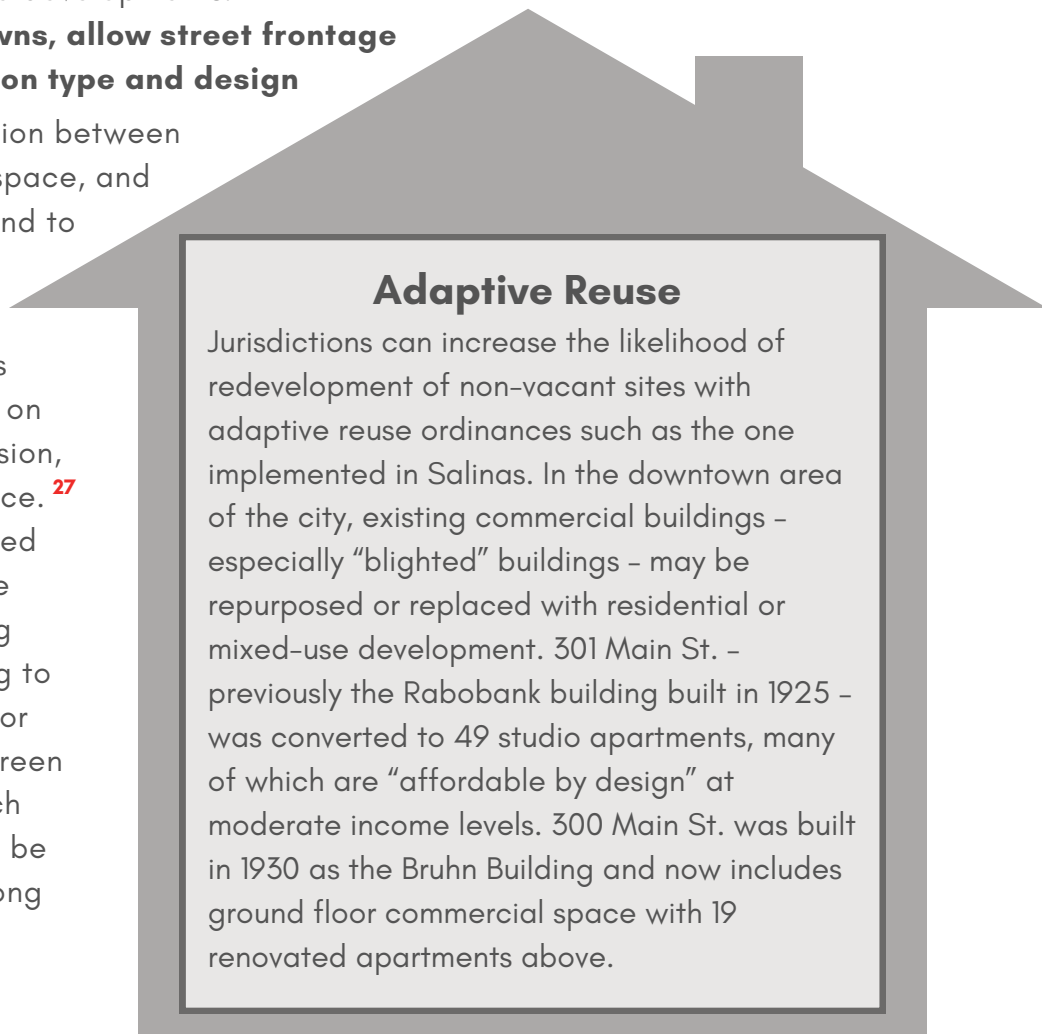 wns, allow street frontage
on type and design
ion between
space, and
nd to
s
on
sion,
ce. 27
ed
e
g
g to
or
reen
ch
be
ong
Adaptive Reuse
Jurisdictions can increase the likelihood of
redevelopment of non-vacant sites with
adaptive reuse ordinances such as the one
implemented in Salinas. In the downtown area
of the city, existing commercial buildings -
especially “blighted” buildings - may be
repurposed or replaced with residential or
mixed-use development. 301 Main St. -
previously the Rabobank building built in 1925 -
was converted to 49 studio apartments, many
of which are “affordable by design” at
moderate income levels. 300 Main St. was built
in 1930 as the Bruhn Building and now includes
ground floor commercial space with 19
renovated apartments above.